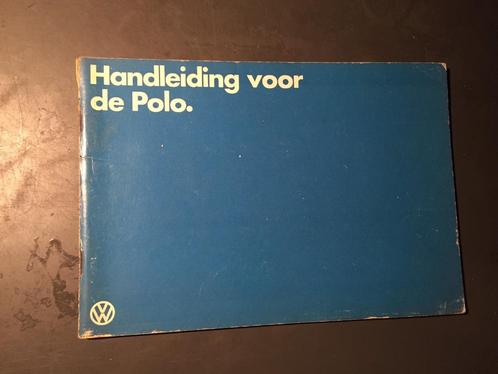 Handleiding voor
de Polo.